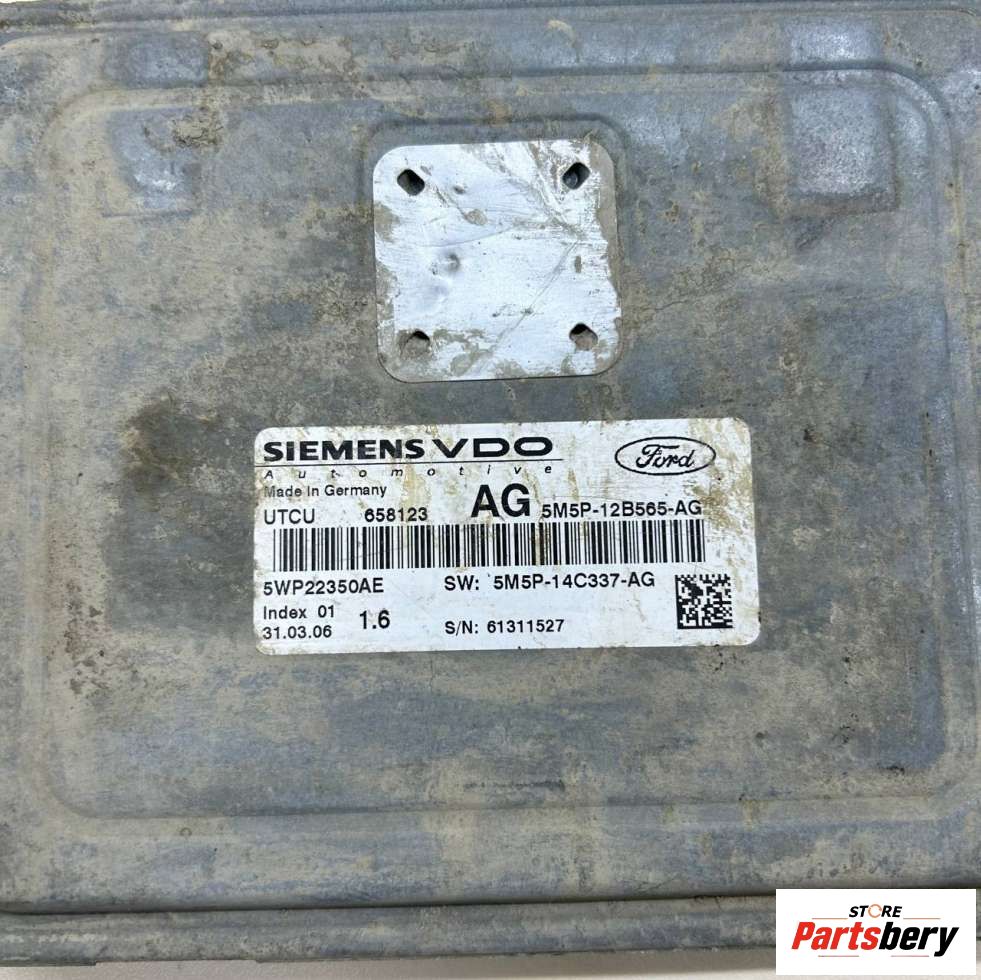 SIEMENS VDO
Automotive
Ford
Made in Germany
UTCU 658123 AG 5M5P-12B565-AG
5WP22350AE SW: 5M5P-14C337-AG
Index 01 1.6
31.03.06 S/N: 61311527
STORE
Partsbery